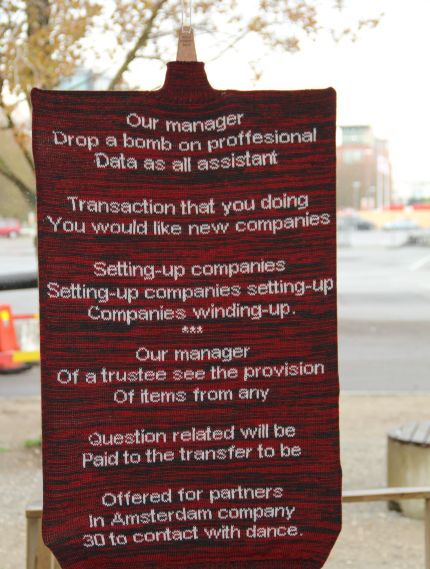 Our manager
Drop a bomb on proffesional
Data as all assistant
Transaction that you doing
You would like new companies
Setting-up companies
Setting-up companies setting-up
Companies winding-up.
***
Our manager
Of a trustee see the provision
Of items from any
Question related will be
Paid to the transfer to be
Offered for partners
In Amsterdam company
30 to contact with dance.